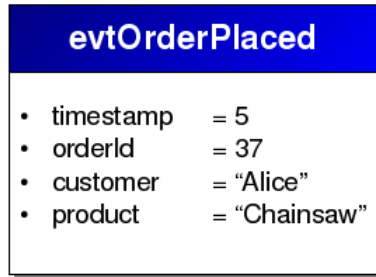 evtOrderPlaced
• timestamp = 5
• orderId = 37
• customer = “Alice”
• product = “Chainsaw”